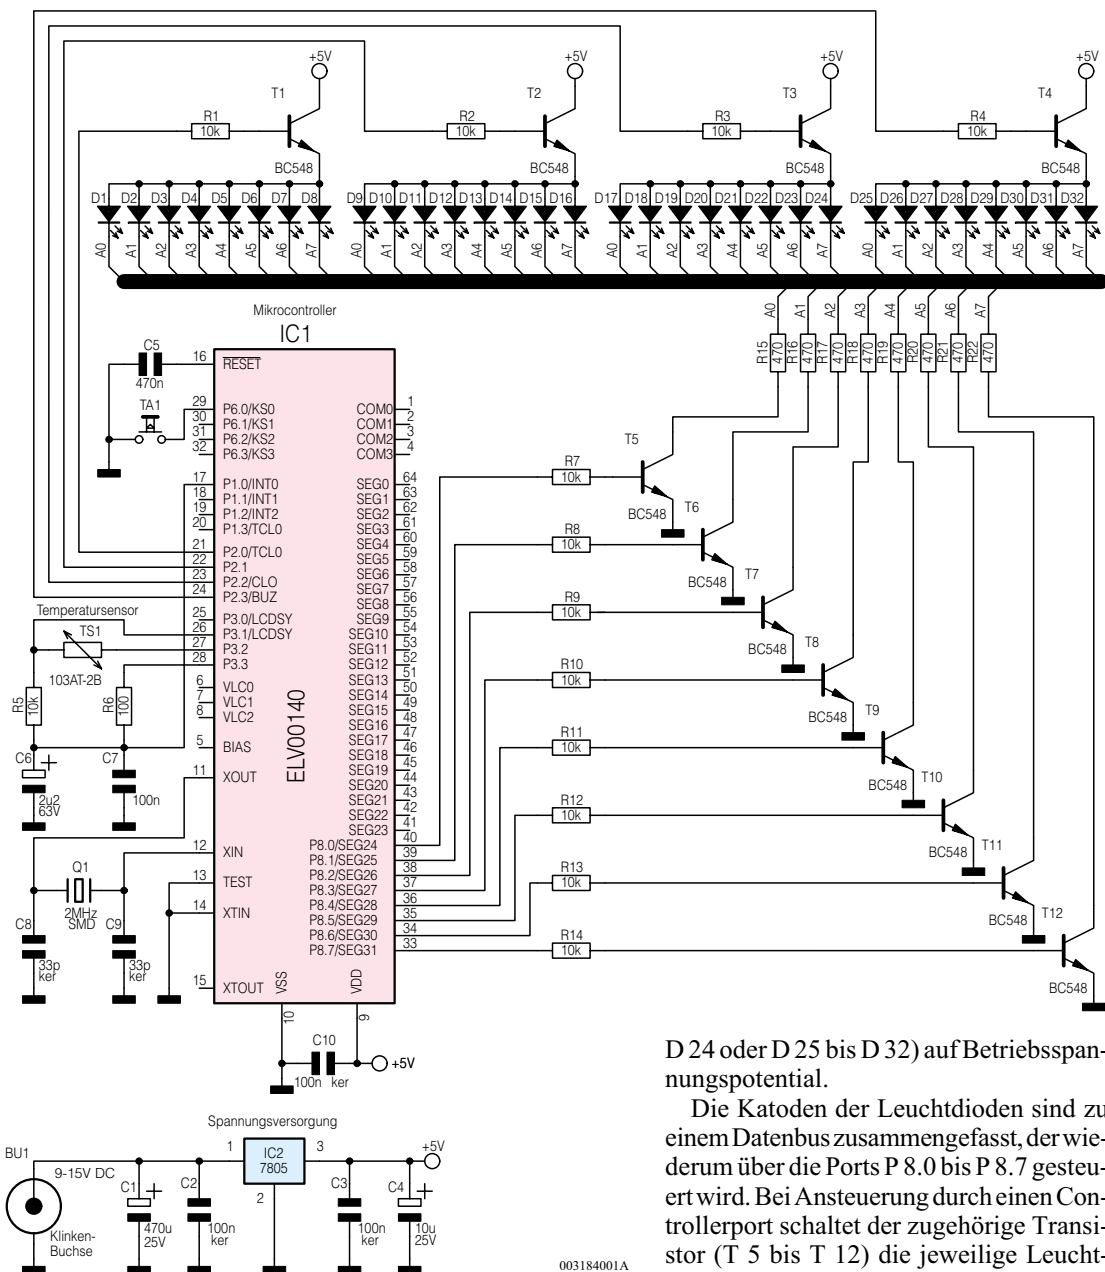 +5V +5V +5V +5V
T1 T2 T3 T4
R1 R2 R3 R4
10k 10k 10k 10k
BC548 BC548 BC548 BC548
D1 D2 D3 D4 D5 D6 D7 D8 D9 D10 D11 D12 D13 D14 D15 D16 D17 D18 D19 D20 D21 D22 D23 D24 D25 D26 D27 D28 D29 D30 D31 D32
A0 A1 A2 A3 A4 A5 A6 A7 A0 A1 A2 A3 A4 A5 A6 A7 A0 A1 A2 A3 A4 A5 A6 A7 A0 A1 A2 A3 A4 A5 A6 A7
A0 A1 A2 A3 A4 A5 A6 A7
R15 R16 R17 R18 R19 R20 R21 R22
470 470 470 470 470 470 470 470
Mikrocontroller
IC1
ELV00140
C5
470n
TA1
16 RESET
29 P6.0/KS0
30 P6.1/KS1
31 P6.2/KS2
32 P6.3/KS3
17 P1.0/INT0
18 P1.1/INT1
19 P1.2/INT2
20 P1.3/TCL0
21 P2.0/TCL0
22 P2.1
23 P2.2/CLO
24 P2.3/BUZ
25 P3.0/LCDSY
26 P3.1/LCDSY
27 P3.2
28 P3.3
6 VLC0
7 VLC1
8 VLC2
5 BIAS
11 XOUT
12 XIN
13 TEST
14 XTIN
15 XTOUT
VSS VDD
10 9
COM0 1
COM1 2
COM2 3
COM3 4
SEG0 64
SEG1 63
SEG2 62
SEG3 61
SEG4 60
SEG5 59
SEG6 58
SEG7 57
SEG8 56
SEG9 55
SEG10 54
SEG11 53
SEG12 52
SEG13 51
SEG14 50
SEG15 49
SEG16 48
SEG17 47
SEG18 46
SEG19 45
SEG20 44
SEG21 43
SEG22 42
SEG23 41
P8.0/SEG24 40
P8.1/SEG25 39
P8.2/SEG26 38
P8.3/SEG27 37
P8.4/SEG28 36
P8.5/SEG29 35
P8.6/SEG30 34
P8.7/SEG31 33
Temperatursensor
TS1
103AT-2B
R5
10k
R6
100
C6
+
2u2
63V
C7
100n
Q1
2MHz
SMD
C8
33p
ker
C9
33p
ker
C10
100n ker
+5V
R7
10k
T5
BC548
R8
10k
T6
BC548
R9
10k
T7
BC548
R10
10k
T8
BC548
R11
10k
T9
BC548
R12
10k
T10
BC548
R13
10k
T11
BC548
R14
10k
T12
BC548
Spannungsversorgung
BU1
9-15V DC
Klinken-
Buchse
C1
+
470u
25V
C2
100n
ker
1 IC2 3
7805
2
C3
100n
ker
C4
+
10u
25V
+5V
003184001A
D 24 oder D 25 bis D 32) auf Betriebsspan-
nungspotential.
Die Katoden der Leuchtdioden sind zu
einem Datenbus zusammengefasst, der wie-
derum über die Ports P 8.0 bis P 8.7 gesteu-
ert wird. Bei Ansteuerung durch einen Con-
trollerport schaltet der zugehörige Transi-
stor (T 5 bis T 12) die jeweilige Leucht-